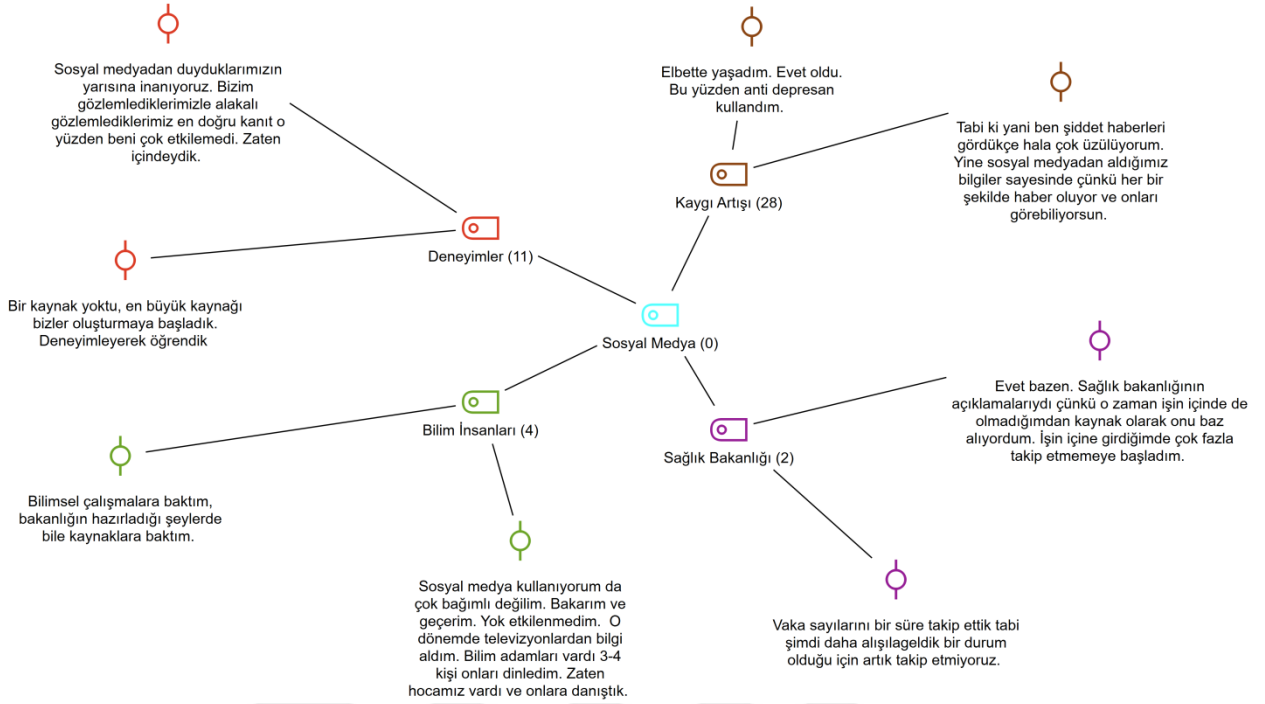 Sosyal medyadan duyduklarımızın
yarısına inanıyoruz. Bizim
gözlemlediklerimizle alakalı
gözlemlediklerimiz en doğru kanıt o
yüzden beni çok etkilemedi. Zaten
içindeydik.
Elbette yaşadım. Evet oldu.
Bu yüzden anti depresan
kullandım.
Tabi ki yani ben şiddet haberleri
gördükçe hala çok üzülüyorum.
Yine sosyal medyadan aldığımız
bilgiler sayesinde çünkü her bir
şekilde haber oluyor ve onları
görebiliyorsun.
Kaygı Artışı (28)
Deneyimler (11)
Bir kaynak yoktu, en büyük kaynağı
bizler oluşturmaya başladık.
Deneyimleyerek öğrendik
Sosyal Medya (0)
Evet bazen. Sağlık bakanlığının
açıklamalarıydı çünkü o zaman işin içinde de
olmadığımdan kaynak olarak onu baz
alıyordum. İşin içine girdiğimde çok fazla
takip etmemeye başladım.
Bilim İnsanları (4)
Sağlık Bakanlığı (2)
Bilimsel çalışmalara baktım,
bakanlığın hazırladığı şeylerde
bile kaynaklara baktım.
Sosyal medya kullanıyorum da
çok bağımlı değilim. Bakarım ve
geçerim. Yok etkilenmedim. O
dönemde televizyonlardan bilgi
aldım. Bilim adamları vardı 3-4
kişi onları dinledim. Zaten
hocamız vardı ve onlara danıştık.
Vaka sayılarını bir süre takip ettik tabi
şimdi daha alışılageldik bir durum
olduğu için artık takip etmiyoruz.